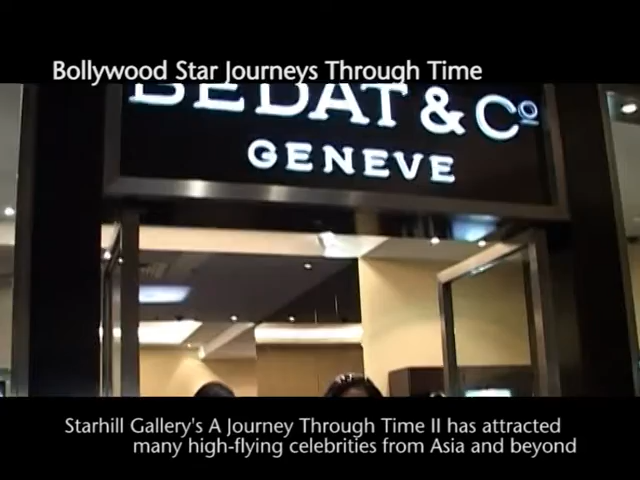 Bollywood Star Journeys Through Time
BEDAT & Cº
GENEVE
Starhill Gallery's A Journey Through Time II has attracted
many high-flying celebrities from Asia and beyond